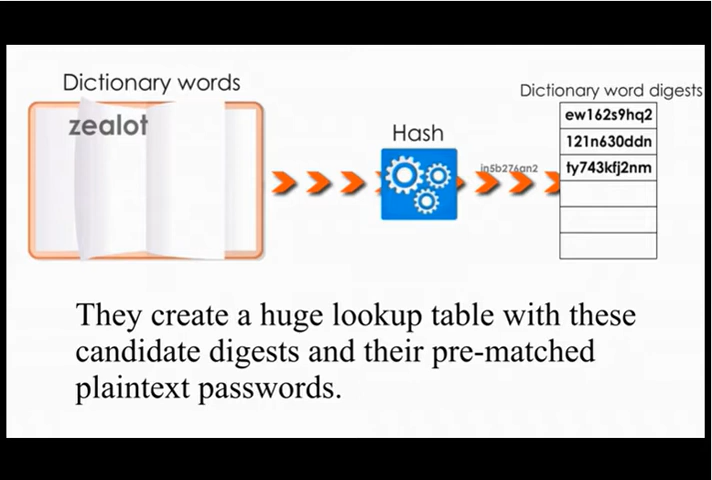 Dictionary words
zealot
Hash
in5b276an2
Dictionary word digests
ew162s9hq2
121n630ddn
ty743kfj2nm
They create a huge lookup table with these
candidate digests and their pre-matched
plaintext passwords.